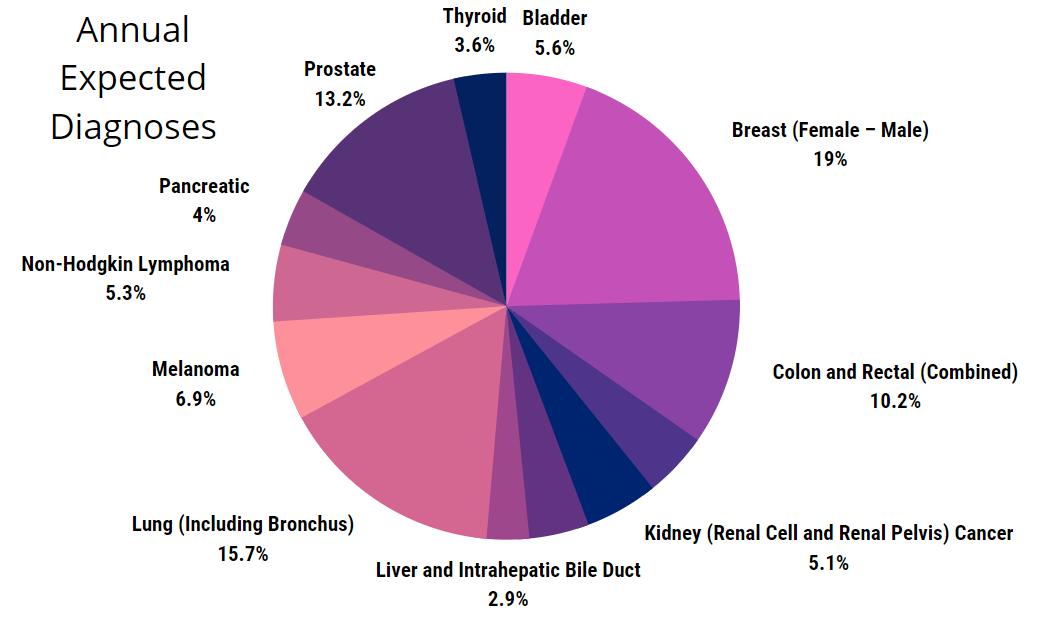 Annual
Expected
Diagnoses
Thyroid
3.6%
Bladder
5.6%
Prostate
13.2%
Breast (Female – Male)
19%
Pancreatic
4%
Non-Hodgkin Lymphoma
5.3%
Melanoma
6.9%
Colon and Rectal (Combined)
10.2%
Lung (Including Bronchus)
15.7%
Kidney (Renal Cell and Renal Pelvis) Cancer
5.1%
Liver and Intrahepatic Bile Duct
2.9%